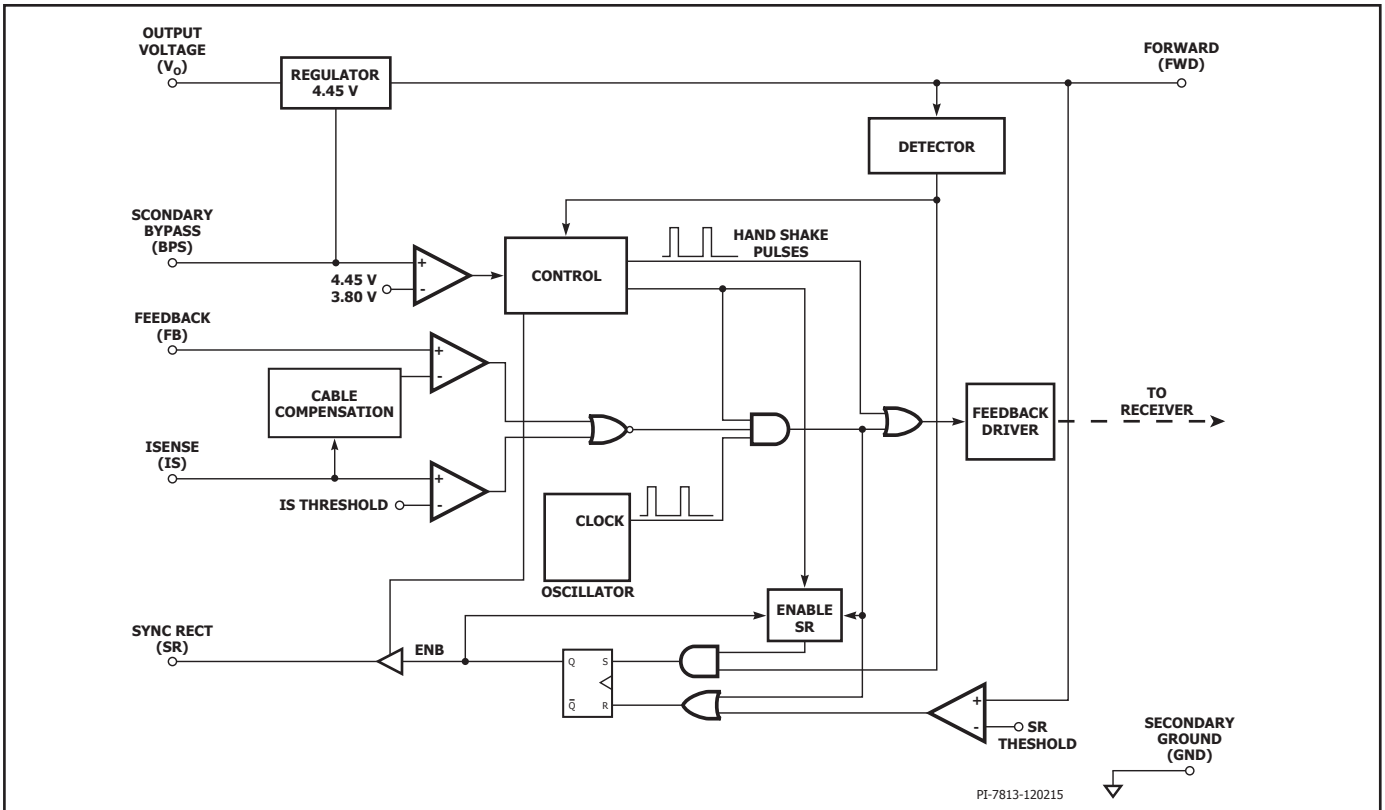 OUTPUT
VOLTAGE
(VO)
REGULATOR
4.45 V
FORWARD
(FWD)
DETECTOR
SCONDARY
BYPASS
(BPS)
+
-
4.45 V
3.80 V
CONTROL
HAND SHAKE
PULSES
FEEDBACK
(FB)
+
-
CABLE
COMPENSATION
FEEDBACK
DRIVER
TO
RECEIVER
ISENSE
(IS)
+
-
IS THRESHOLD
CLOCK
OSCILLATOR
ENABLE
SR
SYNC RECT
(SR)
ENB
Q
S
Q̅
R
+
-
SR
THESHOLD
SECONDARY
GROUND
(GND)
PI-7813-120215